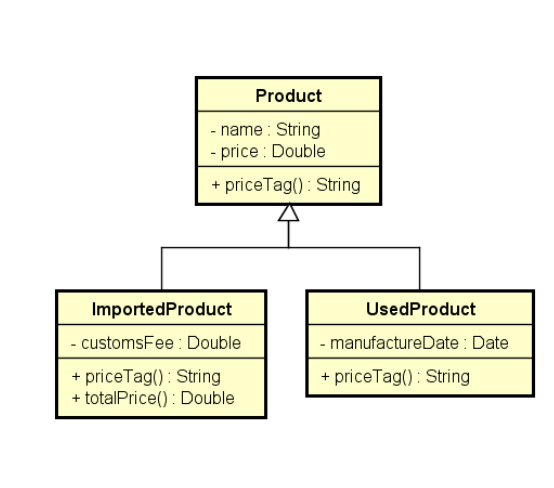 Product
- name : String
- price : Double
+ priceTag() : String
ImportedProduct
- customsFee : Double
+ priceTag() : String
+ totalPrice() : Double
UsedProduct
- manufactureDate : Date
+ priceTag() : String